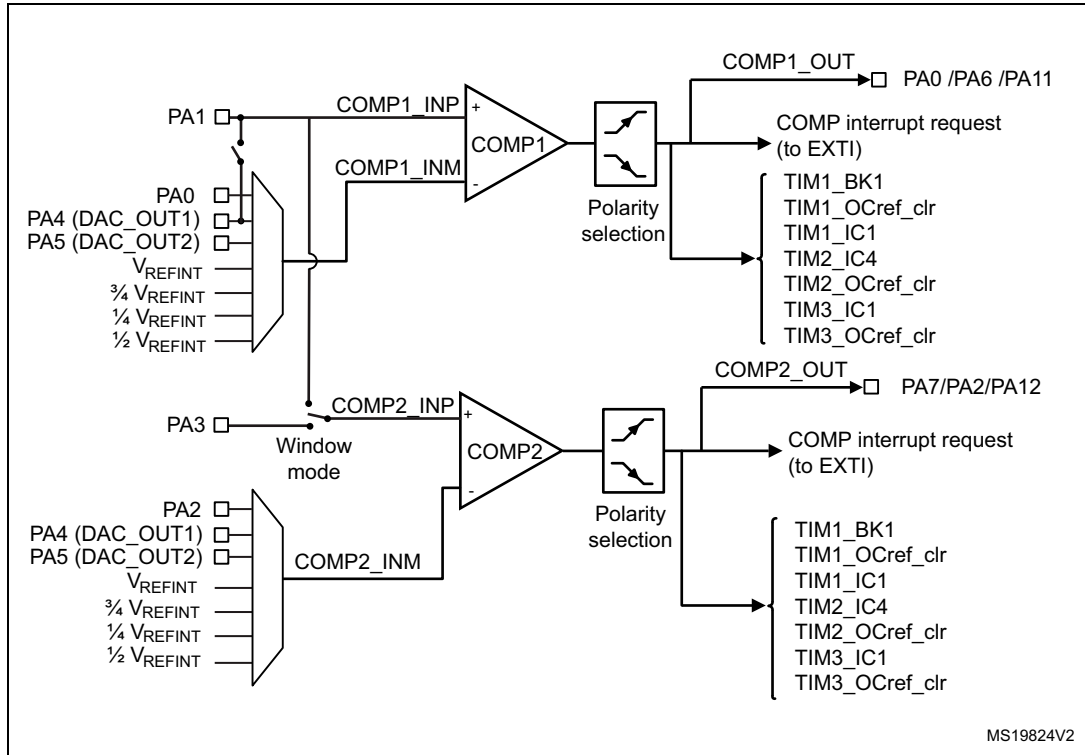 COMP1_OUT
PA0 /PA6 /PA11
PA1
COMP1_INP
+
COMP1
-
COMP1_INM
COMP interrupt request
(to EXTI)
PA0
PA4 (DAC_OUT1)
PA5 (DAC_OUT2)
VREFINT
¾ VREFINT
¼ VREFINT
½ VREFINT
Polarity
selection
TIM1_BK1
TIM1_OCref_clr
TIM1_IC1
TIM2_IC4
TIM2_OCref_clr
TIM3_IC1
TIM3_OCref_clr
COMP2_OUT
PA7/PA2/PA12
PA3
Window
mode
COMP2_INP
+
COMP2
-
COMP2_INM
COMP interrupt request
(to EXTI)
PA2
PA4 (DAC_OUT1)
PA5 (DAC_OUT2)
VREFINT
¾ VREFINT
¼ VREFINT
½ VREFINT
Polarity
selection
TIM1_BK1
TIM1_OCref_clr
TIM1_IC1
TIM2_IC4
TIM2_OCref_clr
TIM3_IC1
TIM3_OCref_clr
MS19824V2